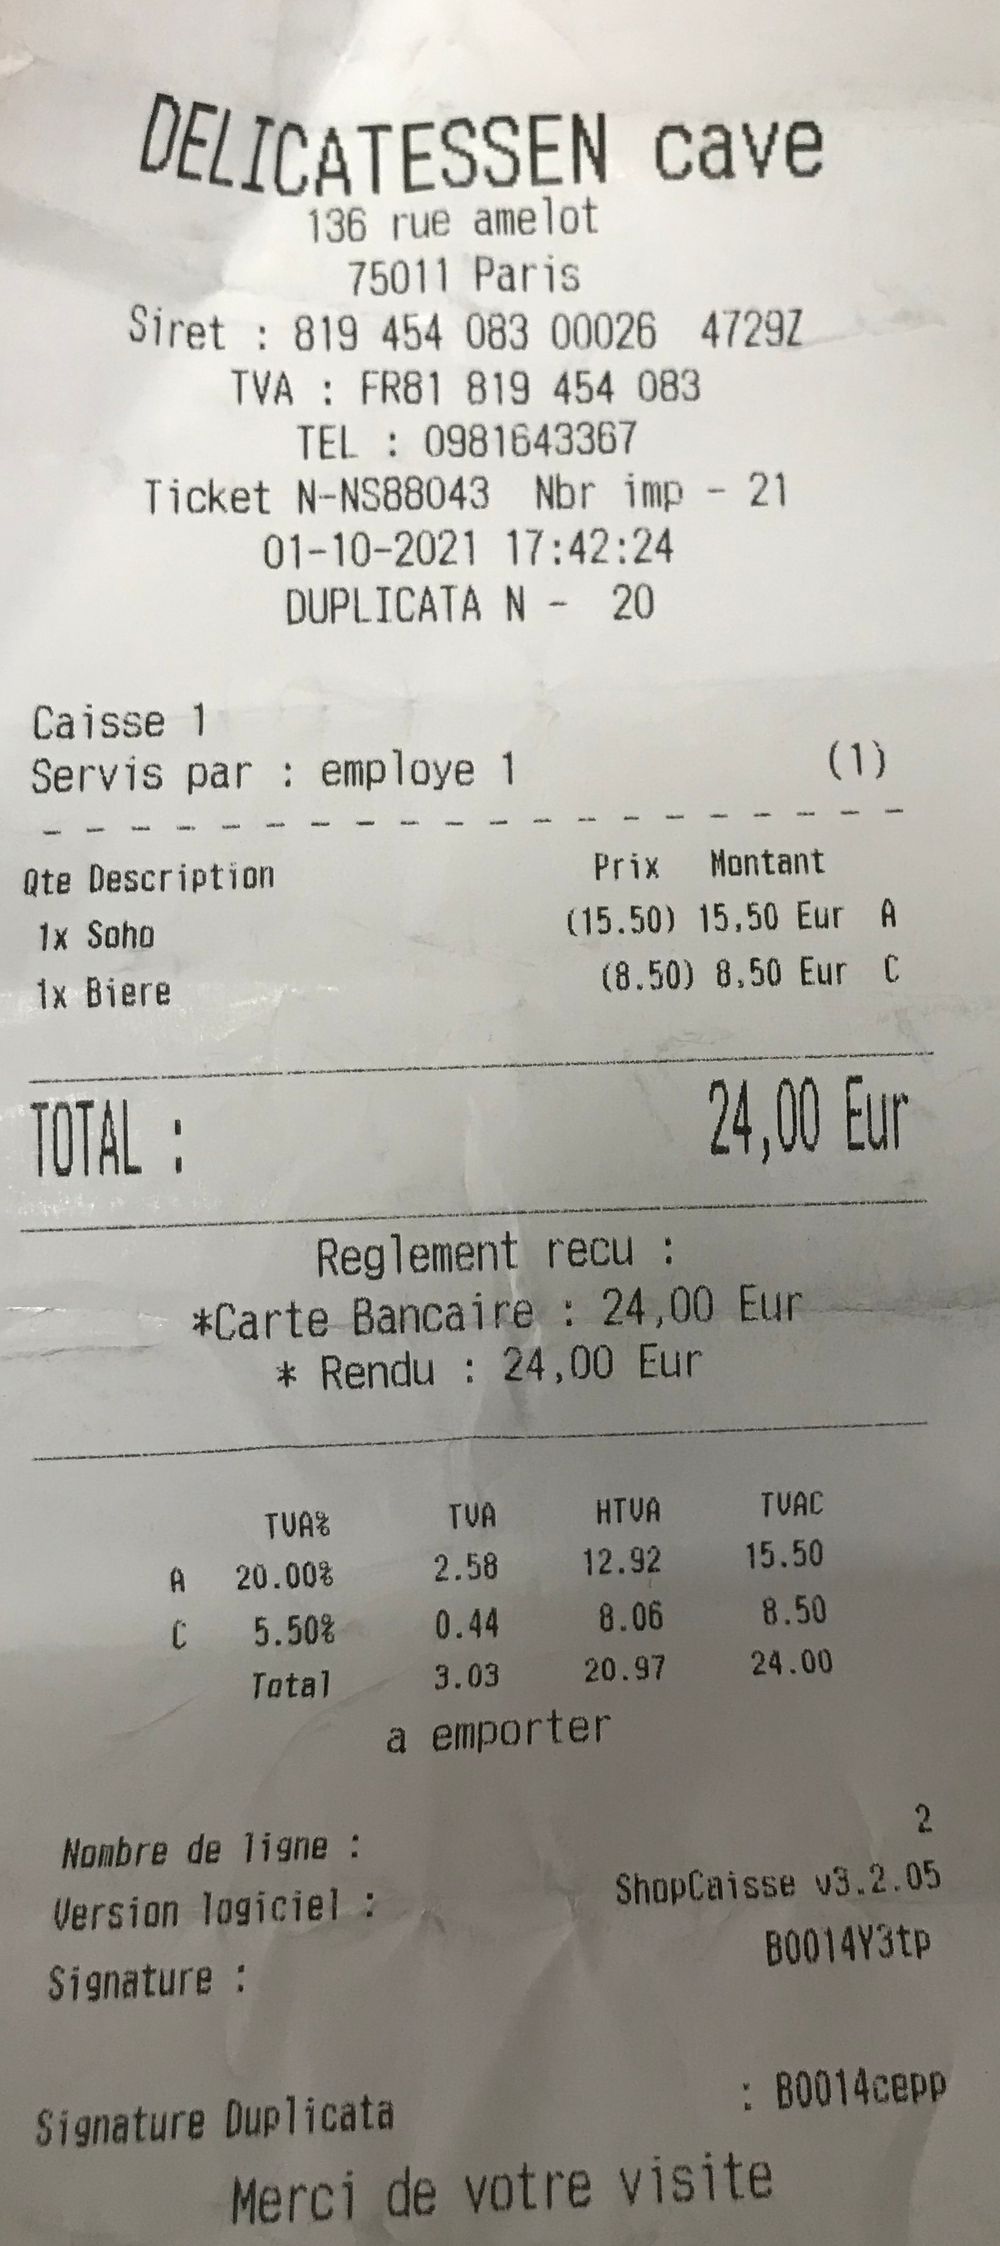 DELICATESSEN cave
136 rue amelot
75011 Paris
Siret : 819 454 083 00026 4729Z
TVA : FR81 819 454 083
TEL : 0981643367
Ticket N-NS88043 Nbr imp - 21
01-10-2021 17:42:24
DUPLICATA N - 20
Caisse 1
Servis par : employe 1 (1)
Qte Description Prix Montant
1x Soho (15.50) 15,50 Eur A
1x Biere (8.50) 8,50 Eur C
TOTAL : 24,00 Eur
Reglement recu :
*Carte Bancaire : 24,00 Eur
* Rendu : 24,00 Eur
TVA% TVA HTVA TVAC
A 20.00% 2.58 12.92 15.50
C 5.50% 0.44 8.06 8.50
Total 3.03 20.97 24.00
a emporter
Nombre de ligne : 2
Version logiciel : ShopCaisse v3.2.05
Signature : B0014Y3tp
Signature Duplicata : B0014cepp
Merci de votre visite